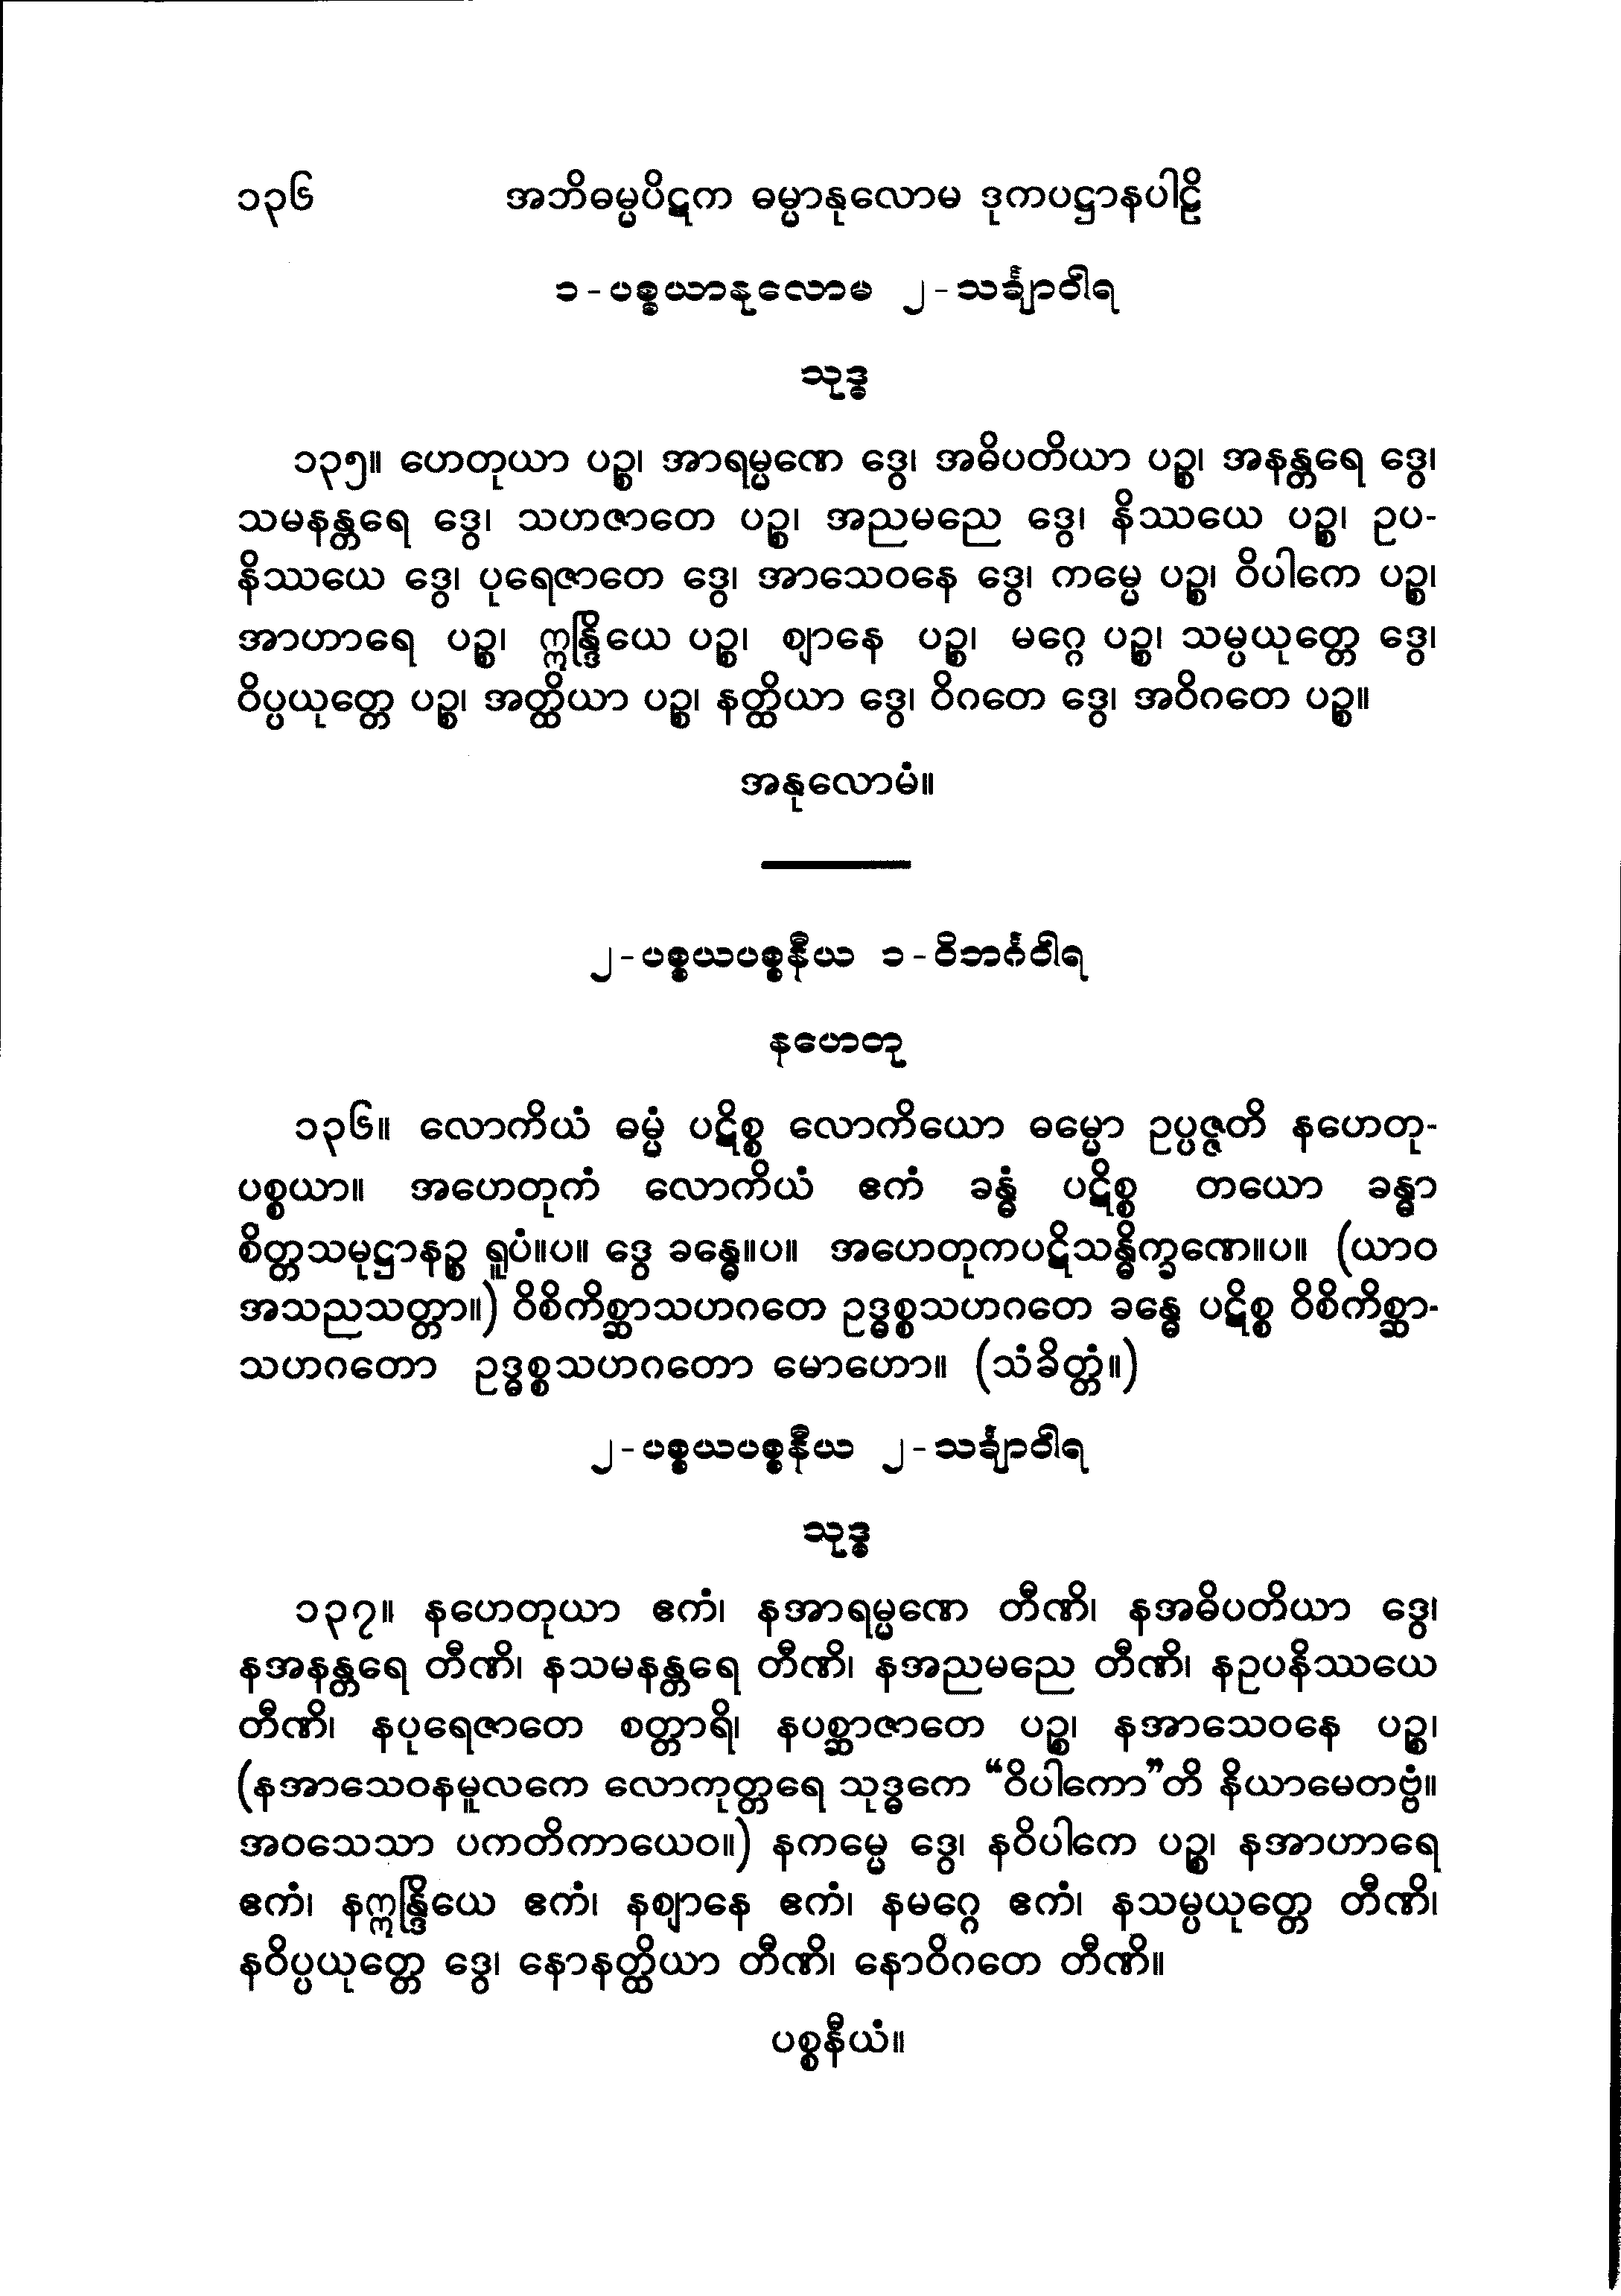 ၁၃၆ အဘိဓမ္မပိဋက ဓမ္မာနုလောမ ဒုကပဋ္ဌာနပါဠိ
၁-ပစ္စယာနုလောမ ၂-သင်္ချာဝါရ
သုဒ္ဓ
၁၃၅။ ဟေတုယာ ပဉ္စ၊ အာရမ္မဏေ ဒွေ၊ အဓိပတိယာ ပဉ္စ၊ အနန္တရေ ဒွေ၊
သမနန္တရေ ဒွေ၊ သဟဇာတေ ပဉ္စ၊ အညမညေ ဒွေ၊ နိဿယေ ပဉ္စ၊ ဥပ-
နိဿယေ ဒွေ၊ ပုရေဇာတေ ဒွေ၊ အာသေဝနေ ဒွေ၊ ကမ္မေ ပဉ္စ၊ ဝိပါကေ ပဉ္စ၊
အာဟာရေ ပဉ္စ၊ ဣန္ဒြိယေ ပဉ္စ၊ ဈာနေ ပဉ္စ၊ မဂ္ဂေ ပဉ္စ၊ သမ္ပယုတ္တေ ဒွေ၊
ဝိပ္ပယုတ္တေ ပဉ္စ၊ အတ္ထိယာ ပဉ္စ၊ နတ္ထိယာ ဒွေ၊ ဝိဂတေ ဒွေ၊ အဝိဂတေ ပဉ္စ။
အနုလောမံ။
၂-ပစ္စယပစ္စနီယ ၁-ဝိဘင်္ဂဝါရ
နဟေတု
၁၃၆။ လောကိယံ ဓမ္မံ ပဋိစ္စ လောကိယော ဓမ္မော ဥပ္ပဇ္ဇတိ နဟေတု-
ပစ္စယာ။ အဟေတုကံ လောကိယံ ဧကံ ခန္ဓံ ပဋိစ္စ တယော ခန္ဓာ
စိတ္တသမုဋ္ဌာနဉ္စ ရူပံ။ပ။ ဒွေ ခန္ဓေ။ပ။ အဟေတုကပဋိသန္ဓိက္ခဏေ။ပ။ (ယာဝ
အသညသတ္တာ။) ဝိစိကိစ္ဆာသဟဂတေ ဥဒ္ဓစ္စသဟဂတေ ခန္ဓေ ပဋိစ္စ ဝိစိကိစ္ဆာ-
သဟဂတော ဥဒ္ဓစ္စသဟဂတော မောဟော။ (သံခိတ္တံ။)
၂-ပစ္စယပစ္စနီယ ၂-သင်္ချာဝါရ
သုဒ္ဓ
၁၃၇။ နဟေတုယာ ဧကံ၊ နအာရမ္မဏေ တီဏိ၊ နအဓိပတိယာ ဒွေ၊
နအနန္တရေ တီဏိ၊ နသမနန္တရေ တီဏိ၊ နအညမညေ တီဏိ၊ နဥပနိဿယေ
တီဏိ၊ နပုရေဇာတေ စတ္တာရိ၊ နပစ္ဆာဇာတေ ပဉ္စ၊ နအာသေဝနေ ပဉ္စ၊
(နအာသေဝနမူလကေ လောကုတ္တရေ သုဒ္ဓကေ “ဝိပါကော”တိ နိယာမေတဗ္ဗံ။
အဝသေသာ ပကတိကာယေဝ။) နကမ္မေ ဒွေ၊ နဝိပါကေ ပဉ္စ၊ နအာဟာရေ
ဧကံ၊ နဣန္ဒြိယေ ဧကံ၊ နဈာနေ ဧကံ၊ နမဂ္ဂေ ဧကံ၊ နသမ္ပယုတ္တေ တီဏိ၊
နဝိပ္ပယုတ္တေ ဒွေ၊ နောနတ္ထိယာ တီဏိ၊ နောဝိဂတေ တီဏိ။
ပစ္စနီယံ။